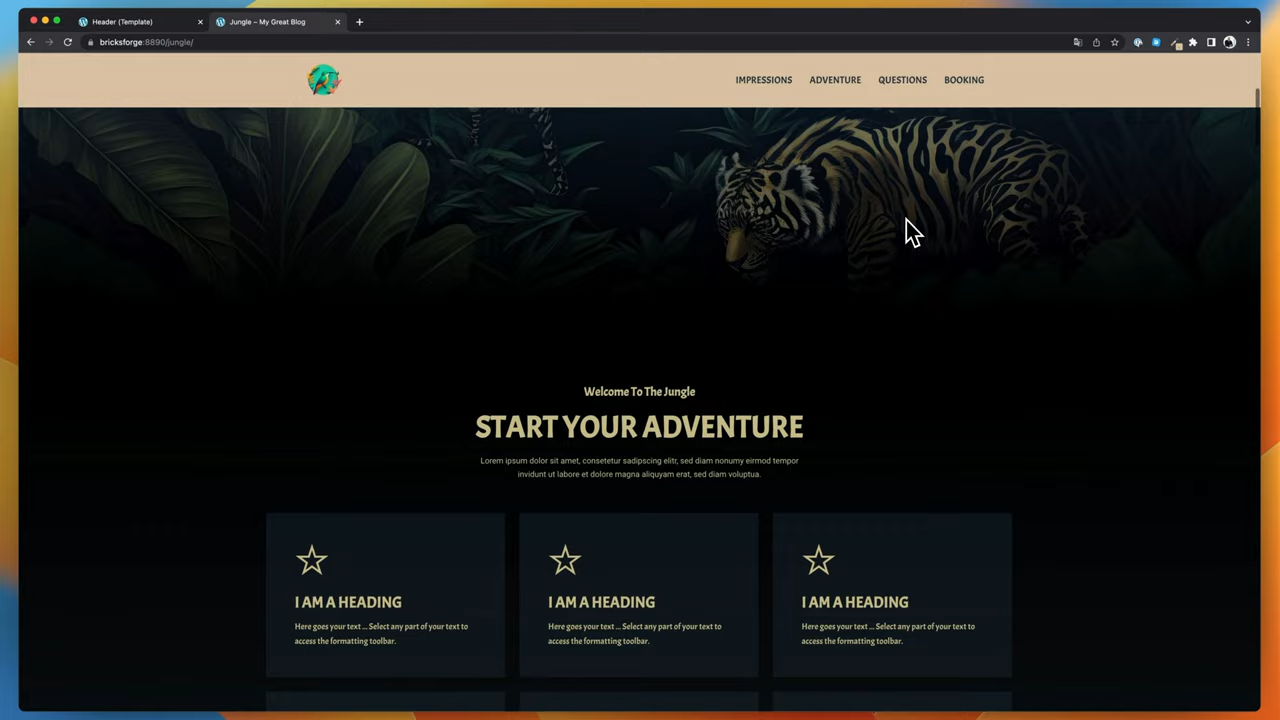 Header (Template)
Jungle – My Great Blog
bricksforge:8890/jungle/
IMPRESSIONS ADVENTURE QUESTIONS BOOKING
Welcome To The Jungle
START YOUR ADVENTURE
Lorem ipsum dolor sit amet, consetetur sadipscing elitr, sed diam nonumy eirmod tempor
invidunt ut labore et dolore magna aliquyam erat, sed diam voluptua.
I AM A HEADING
Here goes your text ... Select any part of your text to
access the formatting toolbar.
I AM A HEADING
Here goes your text ... Select any part of your text to
access the formatting toolbar.
I AM A HEADING
Here goes your text ... Select any part of your text to
access the formatting toolbar.